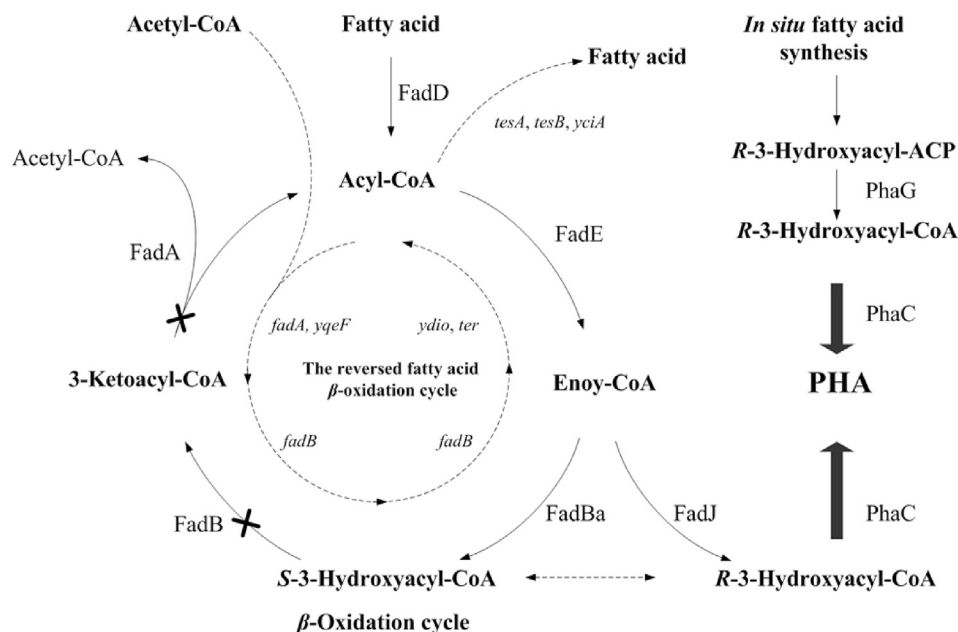 Acetyl-CoA
Fatty acid
In situ fatty acid
synthesis
Fatty acid
FadD
tesA, tesB, yciA
Acetyl-CoA
Acyl-CoA
R-3-Hydroxyacyl-ACP
PhaG
R-3-Hydroxyacyl-CoA
FadA
FadE
PhaC
fadA, yqeF
ydio, ter
The reversed fatty acid
β-oxidation cycle
3-Ketoacyl-CoA
Enoy-CoA
PHA
fadB
fadB
FadB
FadBa
FadJ
PhaC
S-3-Hydroxyacyl-CoA
R-3-Hydroxyacyl-CoA
β-Oxidation cycle